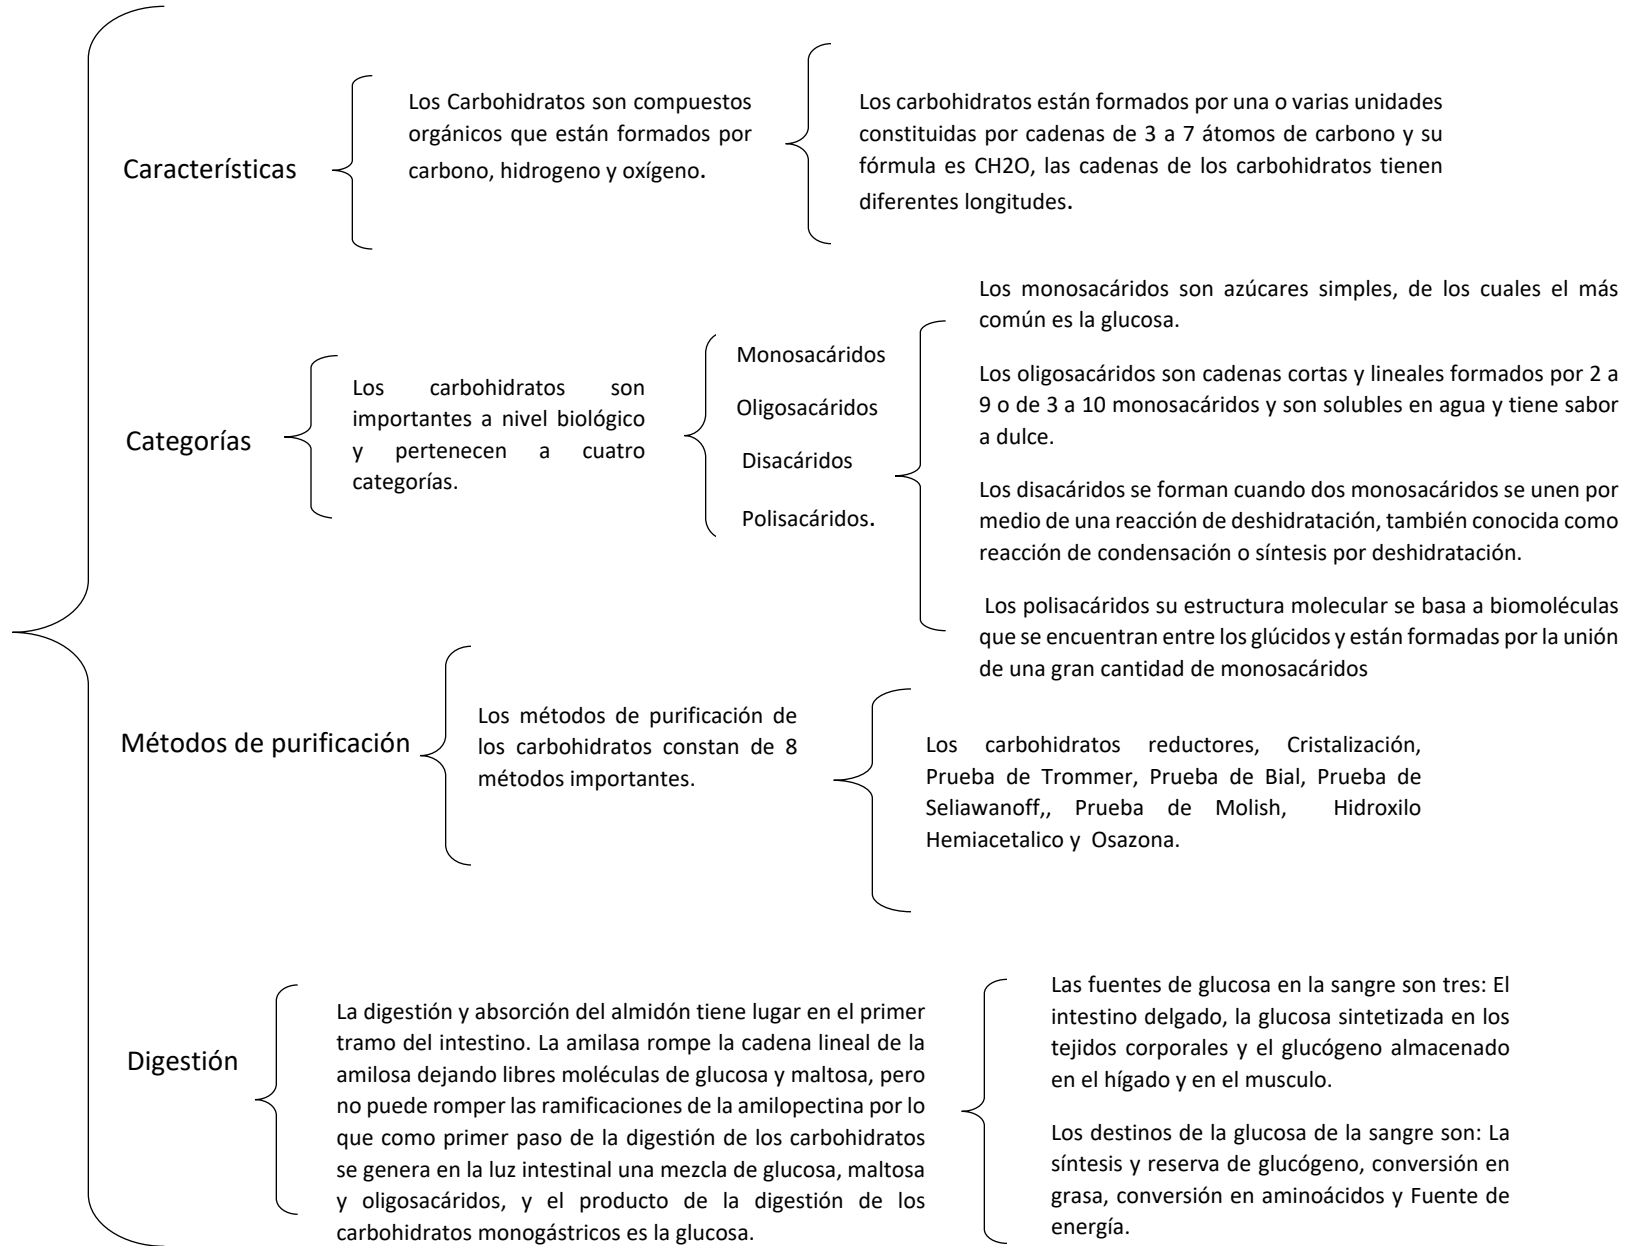 Características
Los Carbohidratos son compuestos
orgánicos que están formados por
carbono, hidrogeno y oxígeno.
Los carbohidratos están formados por una o varias unidades
constituidas por cadenas de 3 a 7 átomos de carbono y su
fórmula es CH2O, las cadenas de los carbohidratos tienen
diferentes longitudes.
Categorías
Los carbohidratos son
importantes a nivel biológico
y pertenecen a cuatro
categorías.
Monosacáridos
Oligosacáridos
Disacáridos
Polisacáridos.
Los monosacáridos son azúcares simples, de los cuales el más
común es la glucosa.
Los oligosacáridos son cadenas cortas y lineales formados por 2 a
9 o de 3 a 10 monosacáridos y son solubles en agua y tiene sabor
a dulce.
Los disacáridos se forman cuando dos monosacáridos se unen por
medio de una reacción de deshidratación, también conocida como
reacción de condensación o síntesis por deshidratación.
Los polisacáridos su estructura molecular se basa a biomoléculas
que se encuentran entre los glúcidos y están formadas por la unión
de una gran cantidad de monosacáridos
Métodos de purificación
Los métodos de purificación de
los carbohidratos constan de 8
métodos importantes.
Los carbohidratos reductores, Cristalización,
Prueba de Trommer, Prueba de Bial, Prueba de
Seliawanoff,, Prueba de Molish, Hidroxilo
Hemiacetalico y Osazona.
Digestión
La digestión y absorción del almidón tiene lugar en el primer
tramo del intestino. La amilasa rompe la cadena lineal de la
amilosa dejando libres moléculas de glucosa y maltosa, pero
no puede romper las ramificaciones de la amilopectina por lo
que como primer paso de la digestión de los carbohidratos
se genera en la luz intestinal una mezcla de glucosa, maltosa
y oligosacáridos, y el producto de la digestión de los
carbohidratos monogástricos es la glucosa.
Las fuentes de glucosa en la sangre son tres: El
intestino delgado, la glucosa sintetizada en los
tejidos corporales y el glucógeno almacenado
en el hígado y en el musculo.
Los destinos de la glucosa de la sangre son: La
síntesis y reserva de glucógeno, conversión en
grasa, conversión en aminoácidos y Fuente de
energía.